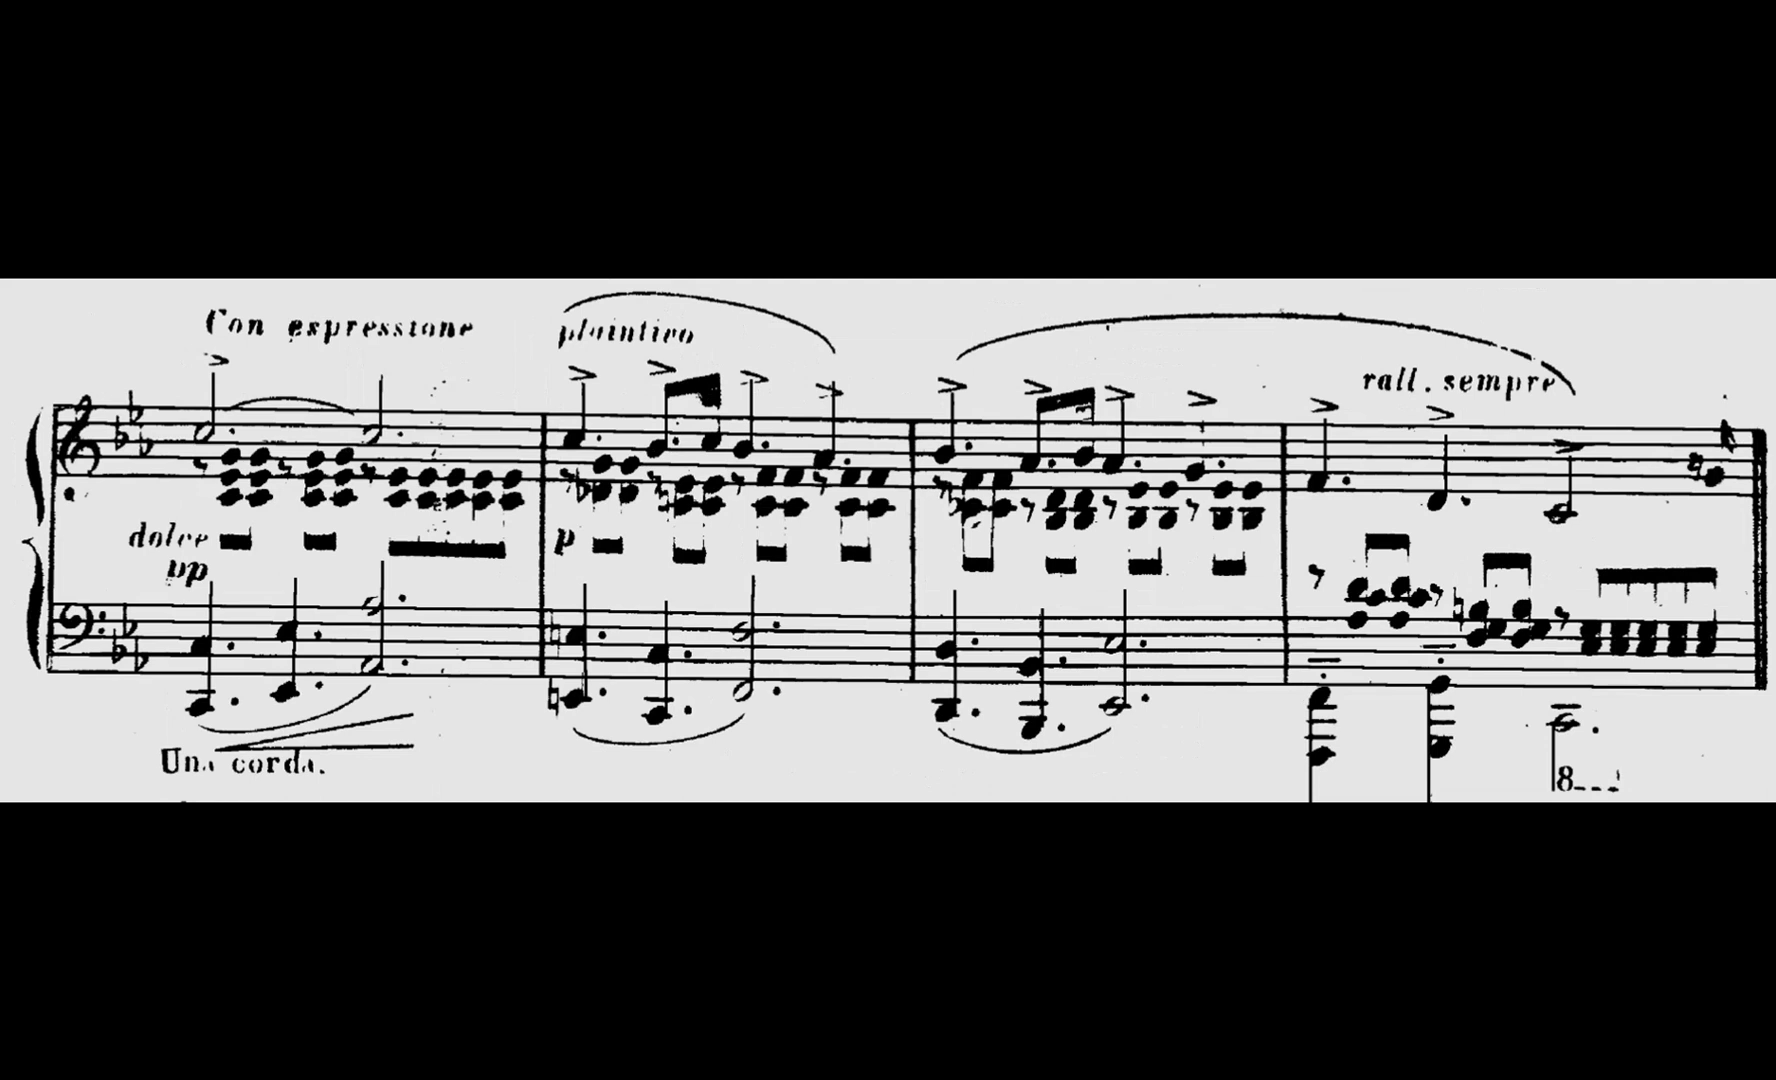 Con espressione
plaintivo
rall. sempre
dolce
pp
p
Una corda.
8---